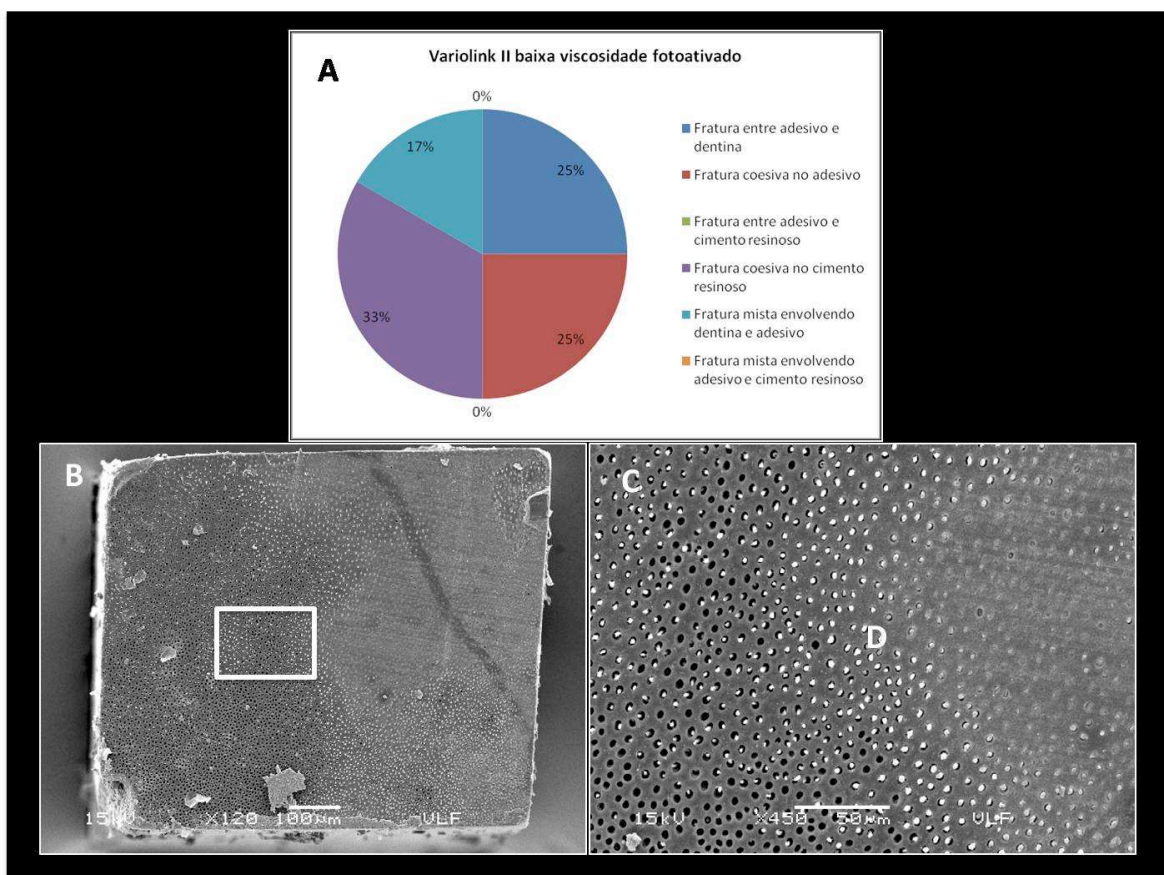 Variolink II baixa viscosidade fotoativado
A
0%
17%
25%
33%
25%
0%
Fratura entre adesivo e
dentina
Fratura coesiva no adesivo
Fratura entre adesivo e
cimento resinoso
Fratura coesiva no cimento
resinoso
Fratura mista envolvendo
dentina e adesivo
Fratura mista envolvendo
adesivo e cimento resinoso
B
15kV X120 100µm VLF
C
D
15kV X450 50µm VLF